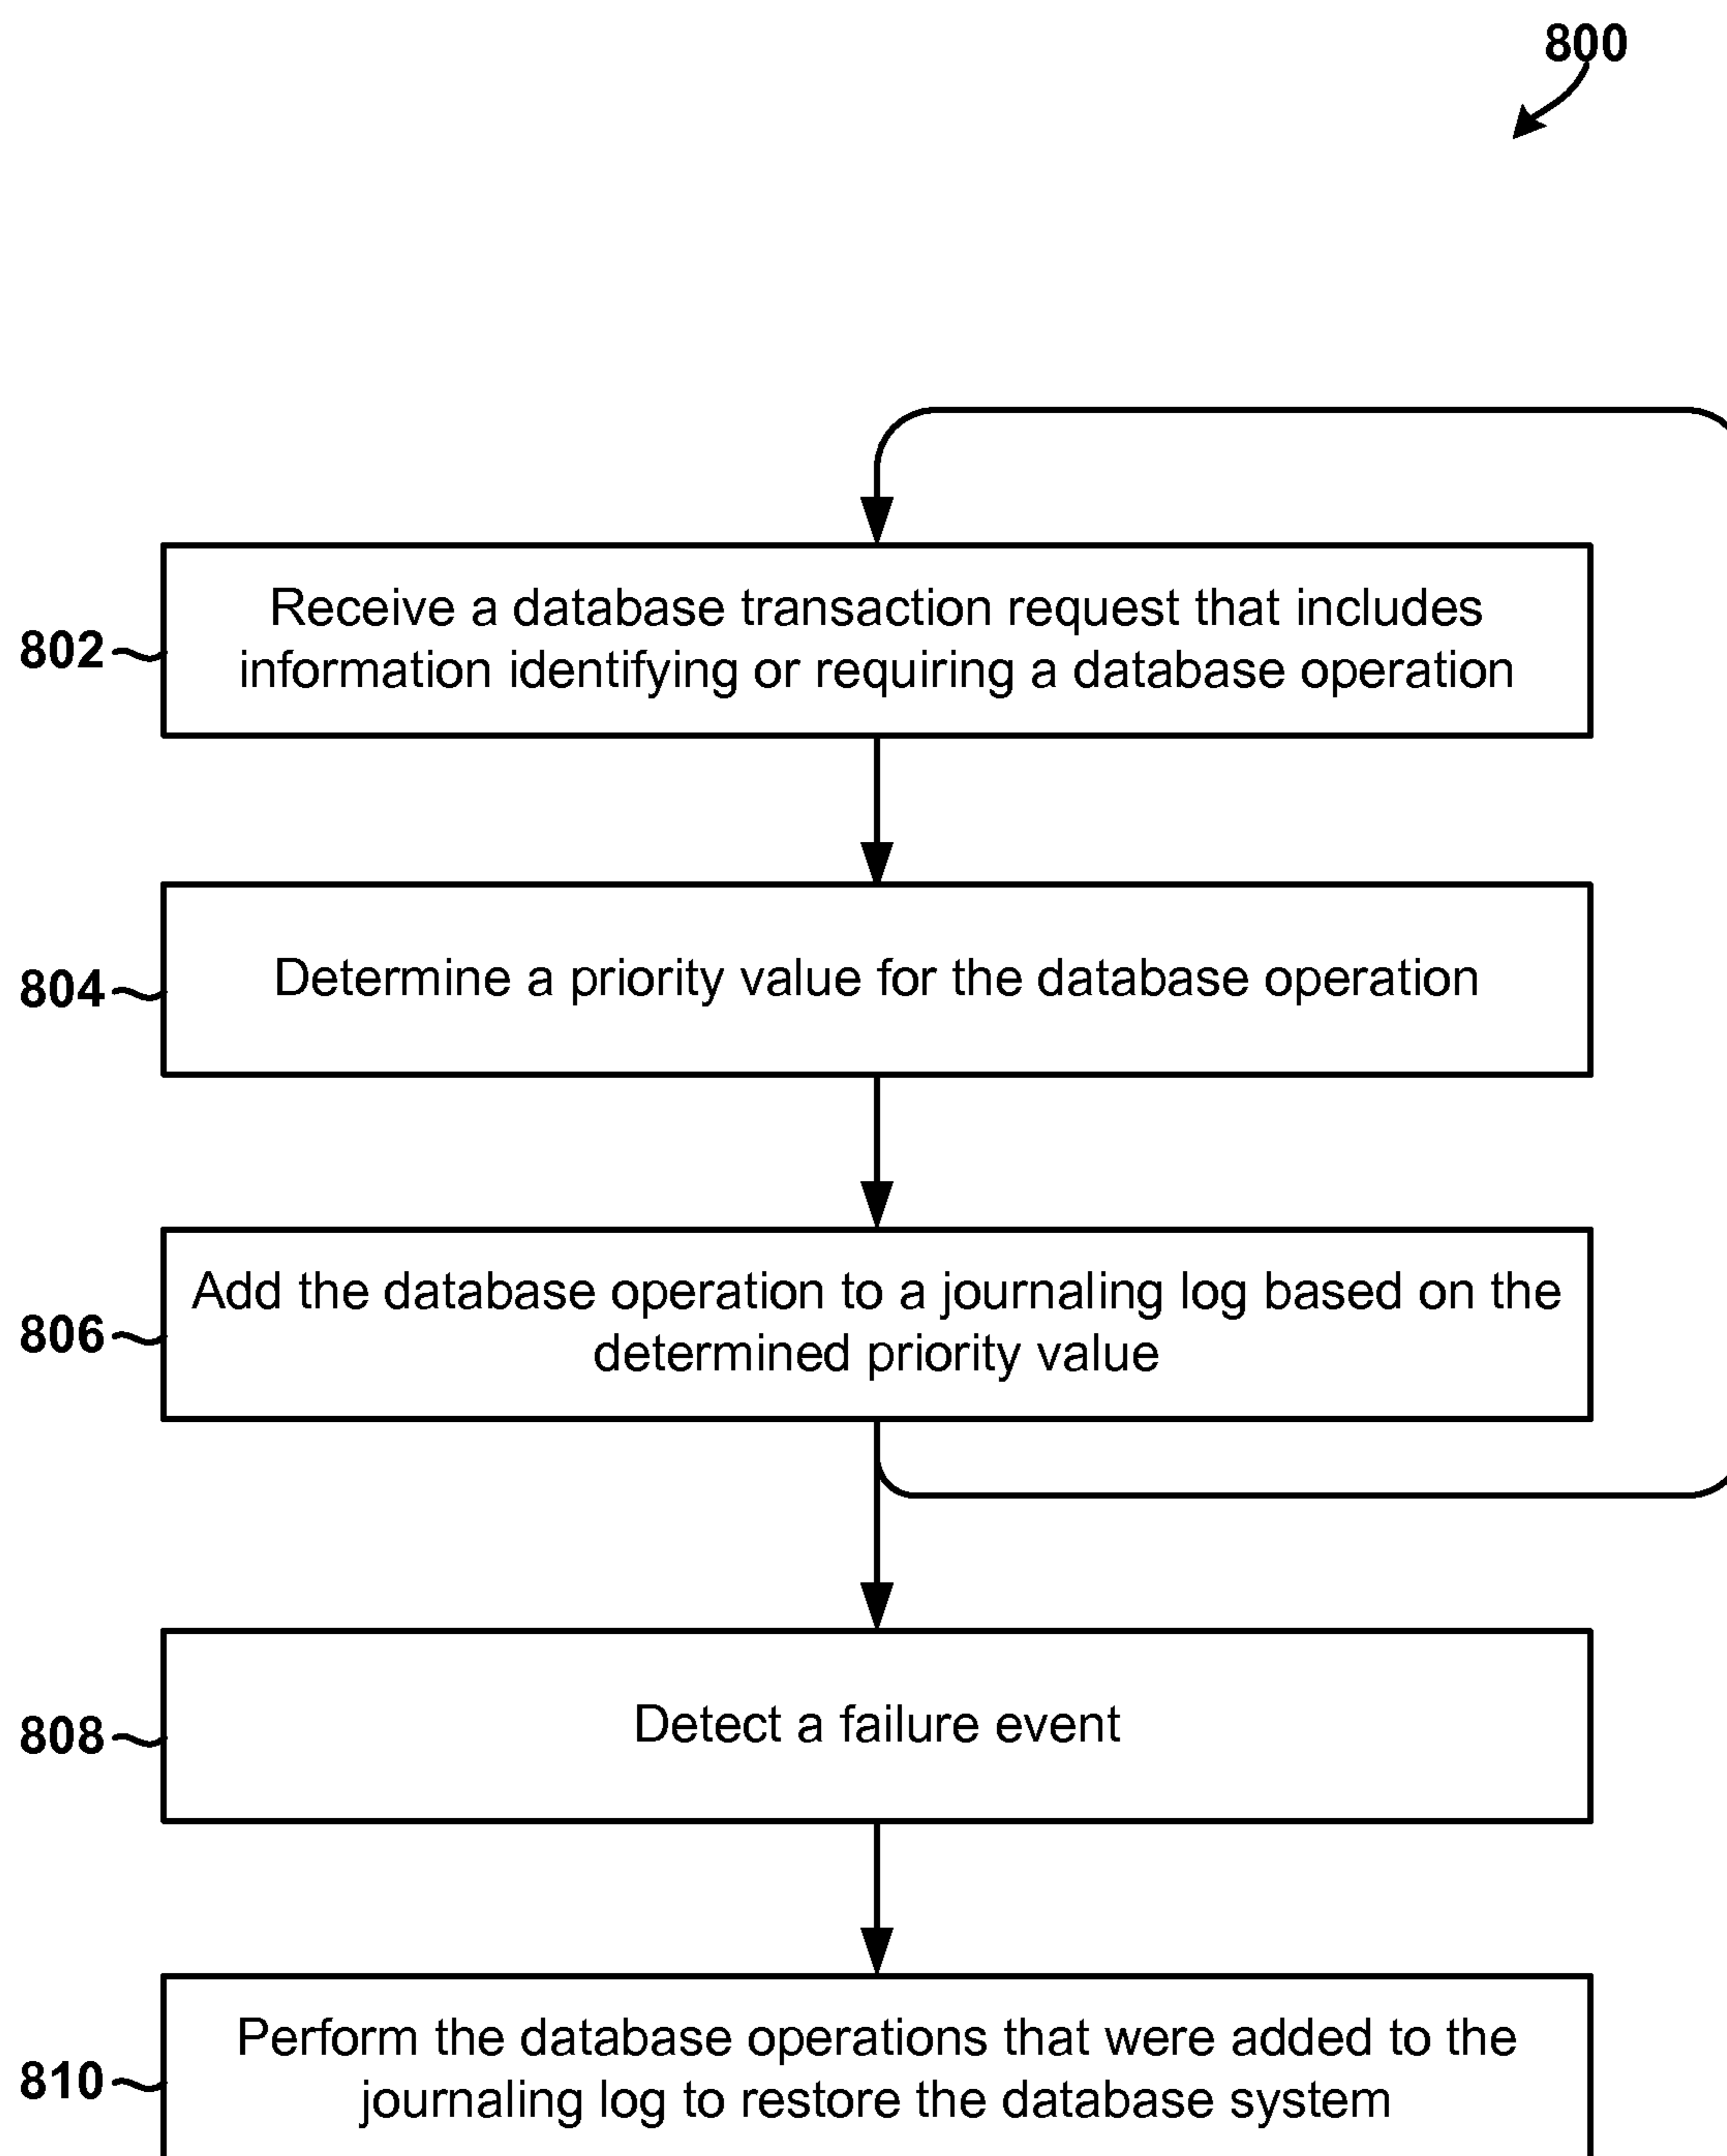 800
802
Receive a database transaction request that includes
information identifying or requiring a database operation
804
Determine a priority value for the database operation
806
Add the database operation to a journaling log based on the
determined priority value
808
Detect a failure event
810
Perform the database operations that were added to the
journaling log to restore the database system